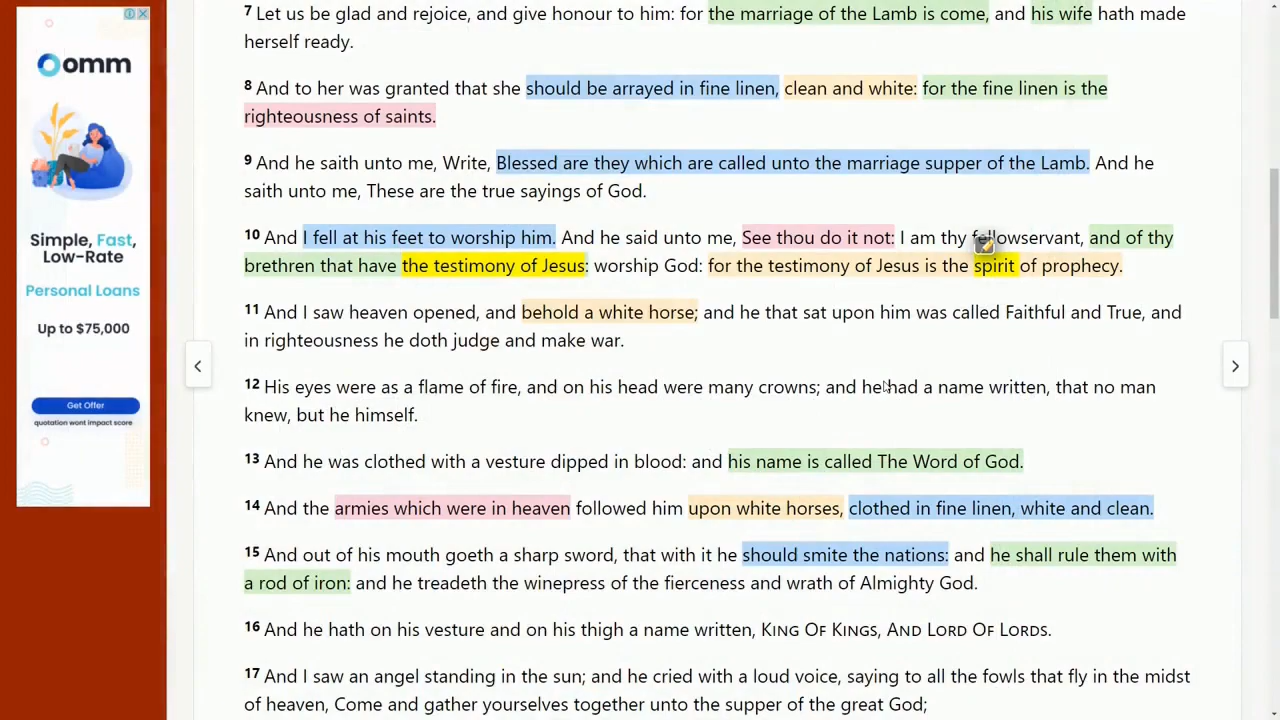 omm
Simple, Fast,
Low-Rate
Personal Loans
Up to $75,000
Get Offer
quotation wont impact score
7 Let us be glad and rejoice, and give honour to him: for the marriage of the Lamb is come, and his wife hath made
herself ready.
8 And to her was granted that she should be arrayed in fine linen, clean and white: for the fine linen is the
righteousness of saints.
9 And he saith unto me, Write, Blessed are they which are called unto the marriage supper of the Lamb. And he
saith unto me, These are the true sayings of God.
10 And I fell at his feet to worship him. And he said unto me, See thou do it not: I am thy fellowservant, and of thy
brethren that have the testimony of Jesus: worship God: for the testimony of Jesus is the spirit of prophecy.
11 And I saw heaven opened, and behold a white horse; and he that sat upon him was called Faithful and True, and
in righteousness he doth judge and make war.
12 His eyes were as a flame of fire, and on his head were many crowns; and he had a name written, that no man
knew, but he himself.
13 And he was clothed with a vesture dipped in blood: and his name is called The Word of God.
14 And the armies which were in heaven followed him upon white horses, clothed in fine linen, white and clean.
15 And out of his mouth goeth a sharp sword, that with it he should smite the nations: and he shall rule them with
a rod of iron: and he treadeth the winepress of the fierceness and wrath of Almighty God.
16 And he hath on his vesture and on his thigh a name written, King Of Kings, And Lord Of Lords.
17 And I saw an angel standing in the sun; and he cried with a loud voice, saying to all the fowls that fly in the midst
of heaven, Come and gather yourselves together unto the supper of the great God;